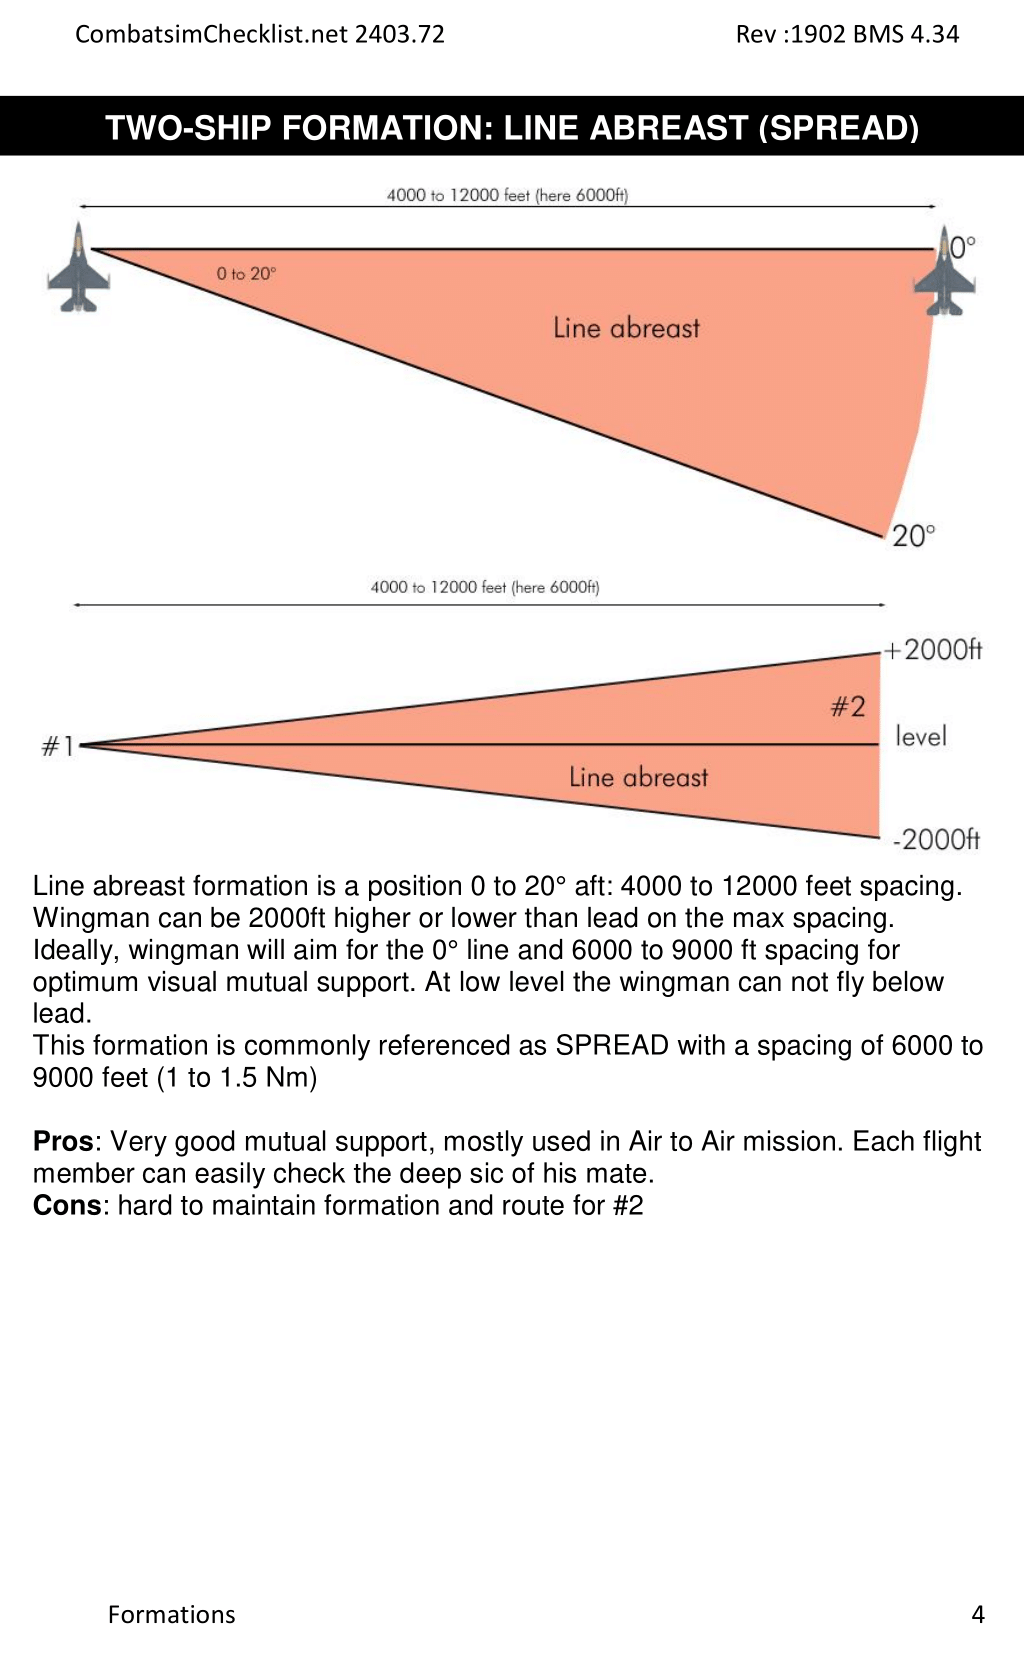 CombatsimChecklist.net 2403.72 Rev :1902 BMS 4.34
TWO-SHIP FORMATION: LINE ABREAST (SPREAD)
4000 to 12000 feet (here 6000ft)
0°
0 to 20°
Line abreast
20°
4000 to 12000 feet (here 6000ft)
+2000ft
#2
level
#1
Line abreast
-2000ft
Line abreast formation is a position 0 to 20° aft: 4000 to 12000 feet spacing.
Wingman can be 2000ft higher or lower than lead on the max spacing.
Ideally, wingman will aim for the 0° line and 6000 to 9000 ft spacing for
optimum visual mutual support. At low level the wingman can not fly below
lead.
This formation is commonly referenced as SPREAD with a spacing of 6000 to
9000 feet (1 to 1.5 Nm)
Pros: Very good mutual support, mostly used in Air to Air mission. Each flight
member can easily check the deep sic of his mate.
Cons: hard to maintain formation and route for #2
Formations 4